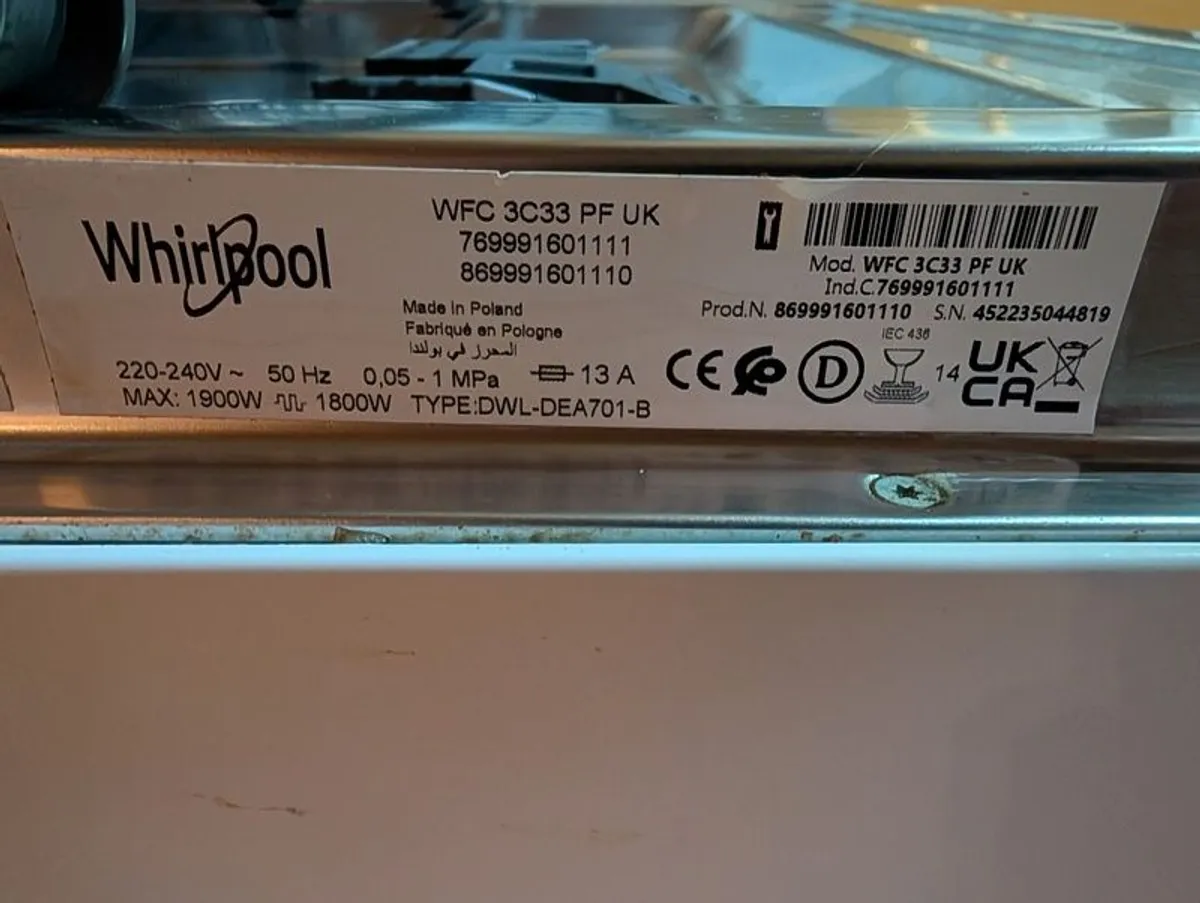 Whirlpool
WFC 3C33 PF UK
769991601111
869991601110
Made in Poland
Fabriqué en Pologne
المحرز في بولندا
220-240V ~ 50 Hz 0,05 - 1 MPa 13 A
MAX: 1900W 1800W TYPE:DWL-DEA701-B
Mod. WFC 3C33 PF UK
Ind.C.769991601111
Prod.N. 869991601110 S.N. 452235044819
IEC 436
CE D 14 UK
CA